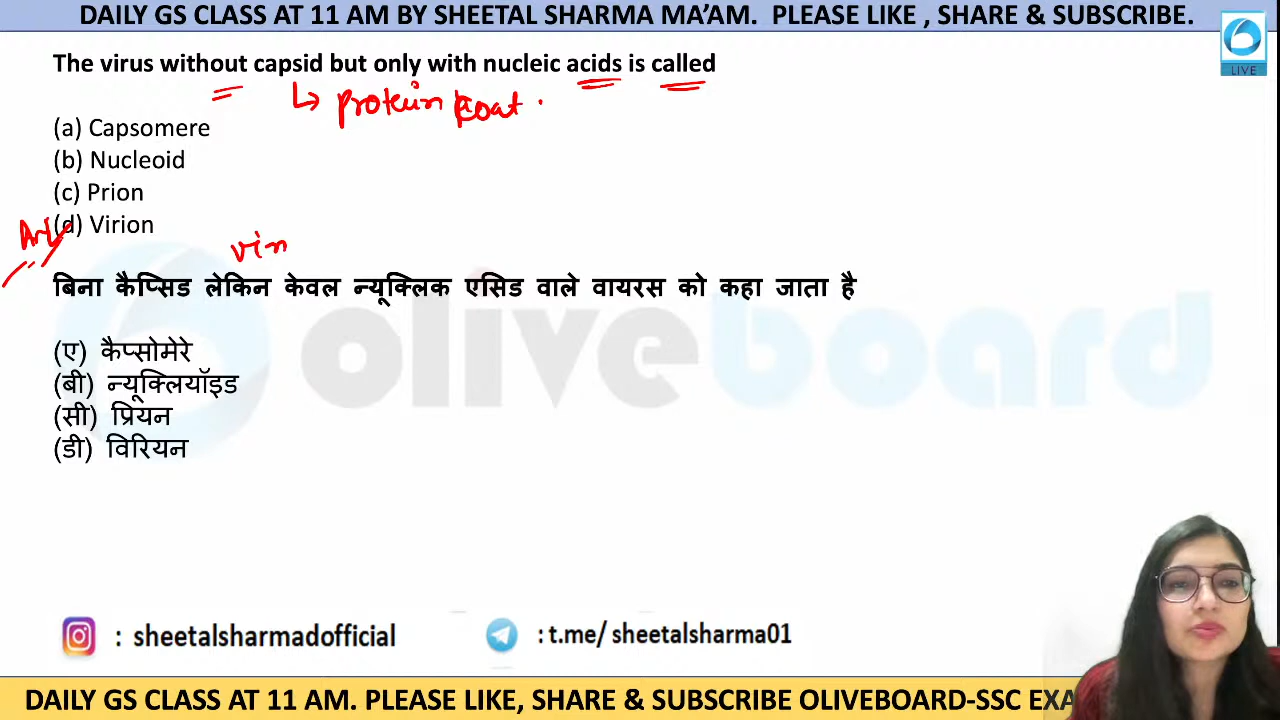 DAILY GS CLASS AT 11 AM BY SHEETAL SHARMA MA’AM. PLEASE LIKE , SHARE & SUBSCRIBE.
LIVE
The virus without capsid but only with nucleic acids is called
↳ protein coat .
(a) Capsomere
(b) Nucleoid
(c) Prion
(d) Virion
vin
बिना कैप्सिड लेकिन केवल न्यूक्लिक एसिड वाले वायरस को कहा जाता है
oliveboard
(ए) कैप्सोमेरे
(बी) न्यूक्लियॉइड
(सी) प्रियन
(डी) विरियन
: sheetalsharmadofficial
: t.me/ sheetalsharma01
DAILY GS CLASS AT 11 AM. PLEASE LIKE, SHARE & SUBSCRIBE OLIVEBOARD-SSC EXA